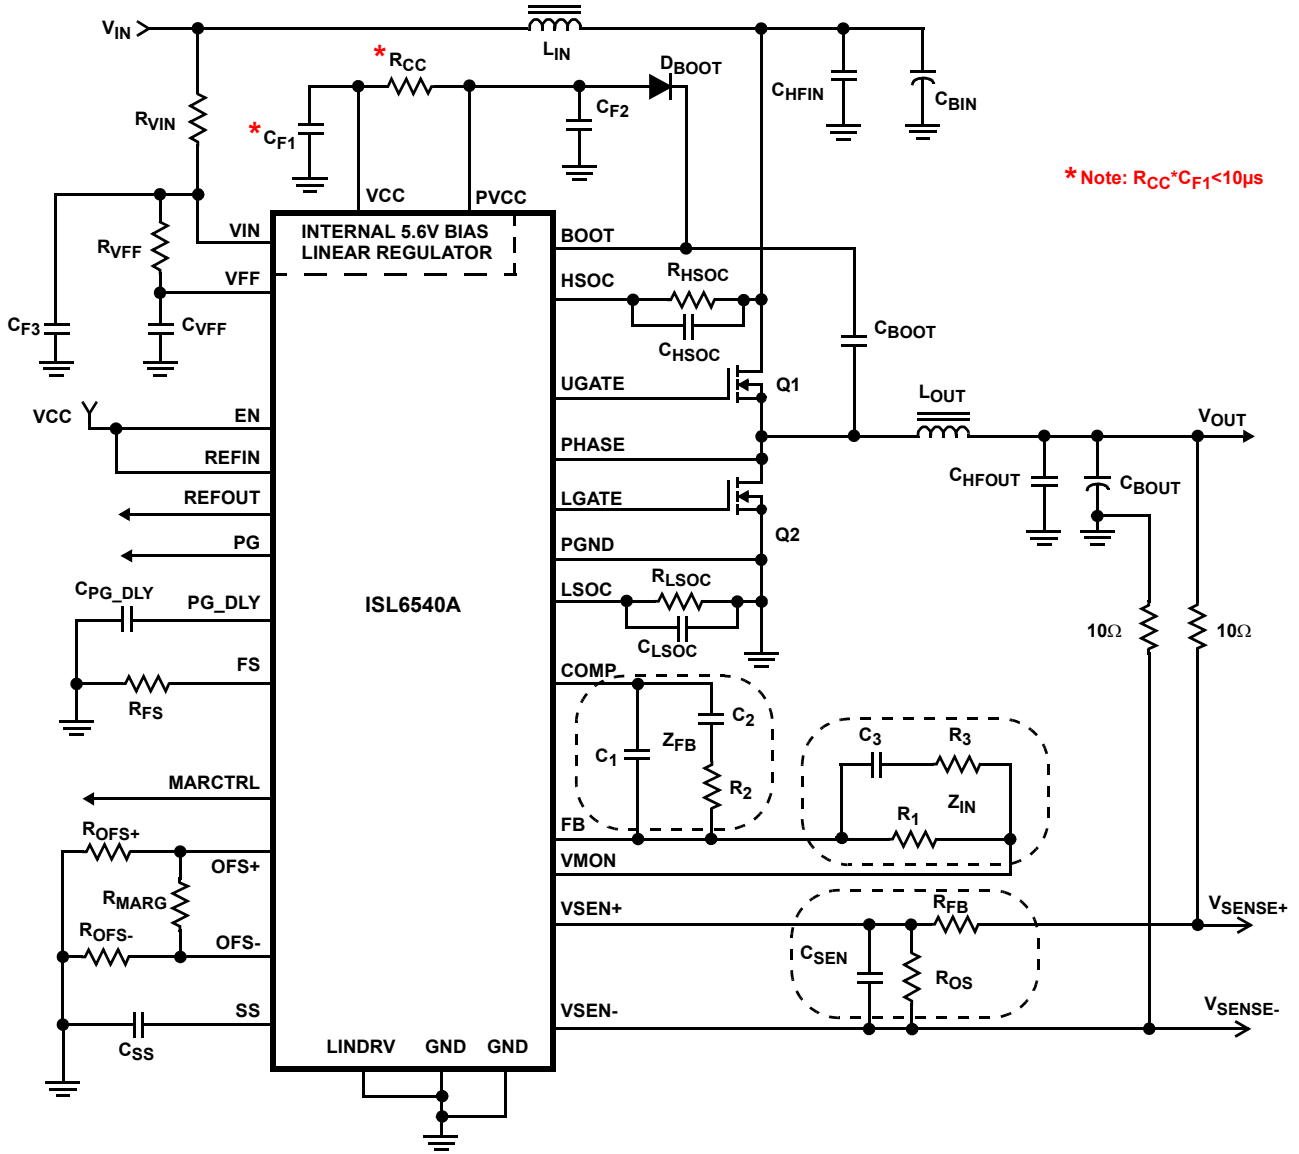 VIN
LIN
* RCC
DBOOT
CHFIN
CBIN
RVIN
* CF1
CF2
* Note: RCC*CF1<10µs
VCC
PVCC
INTERNAL 5.6V BIAS
LINEAR REGULATOR
VIN
BOOT
RVFF
RHSOC
VFF
HSOC
CF3
CVFF
CHSOC
CBOOT
UGATE
Q1
LOUT
VCC
EN
VOUT
REFIN
PHASE
CHFOUT
CBOUT
REFOUT
LGATE
Q2
PG
PGND
CPG_DLY
PG_DLY
ISL6540A
LSOC
RLSOC
CLSOC
10Ω
10Ω
FS
COMP
RFS
C2
C1
ZFB
C3
R3
MARCTRL
R2
ZIN
R1
FB
ROFS+
OFS+
VMON
RMARG
VSEN+
RFB
VSENSE+
ROFS-
OFS-
CSEN
ROS
SS
VSEN-
VSENSE-
CSS
LINDRV
GND
GND